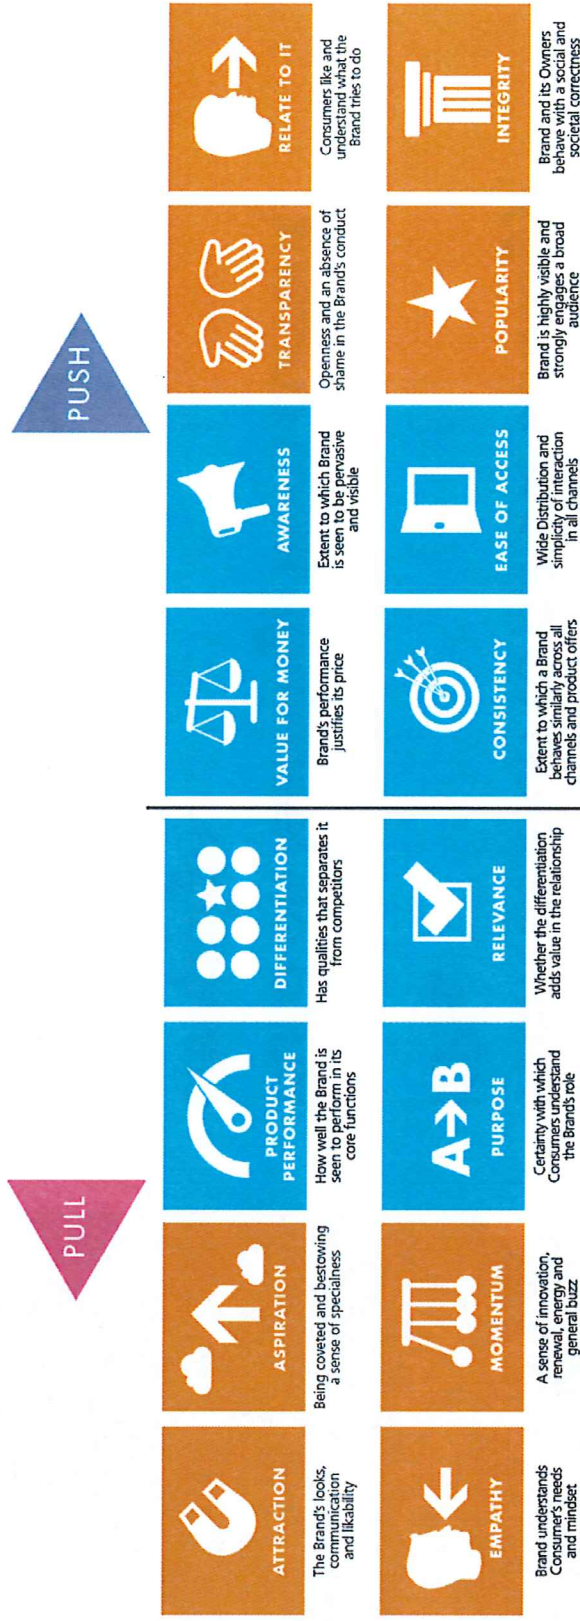 PULL
PUSH
ATTRACTION
The Brand's looks,
communication
and likability
ASPIRATION
Being coveted and bestowing
a sense of specialness
PRODUCT
PERFORMANCE
How well the Brand is
seen to perform in its
core functions
DIFFERENTIATION
Has qualities that separates it
from competitors
VALUE FOR MONEY
Brand's performance
justifies its price
AWARENESS
Extent to which Brand
is seen to be pervasive
and visible
TRANSPARENCY
Openness and an absence of
shame in the Brand's conduct
RELATE TO IT
Consumers like and
understand what the
Brand tries to do
EMPATHY
Brand understands
Consumer's needs
and mindset
MOMENTUM
A sense of innovation,
renewal, energy and
general buzz
A→B
PURPOSE
Certainty with which
Consumers understand
the Brand's role
RELEVANCE
Whether the differentiation
adds value in the relationship
CONSISTENCY
Extent to which a Brand
behaves similarly across all
channels and product offers
EASE OF ACCESS
Wide Distribution and
simplicity of interaction
in all channels
POPULARITY
Brand is highly visible and
strongly engages a broad
audience
INTEGRITY
Brand and its Owners
behave with a social and
societal correctness